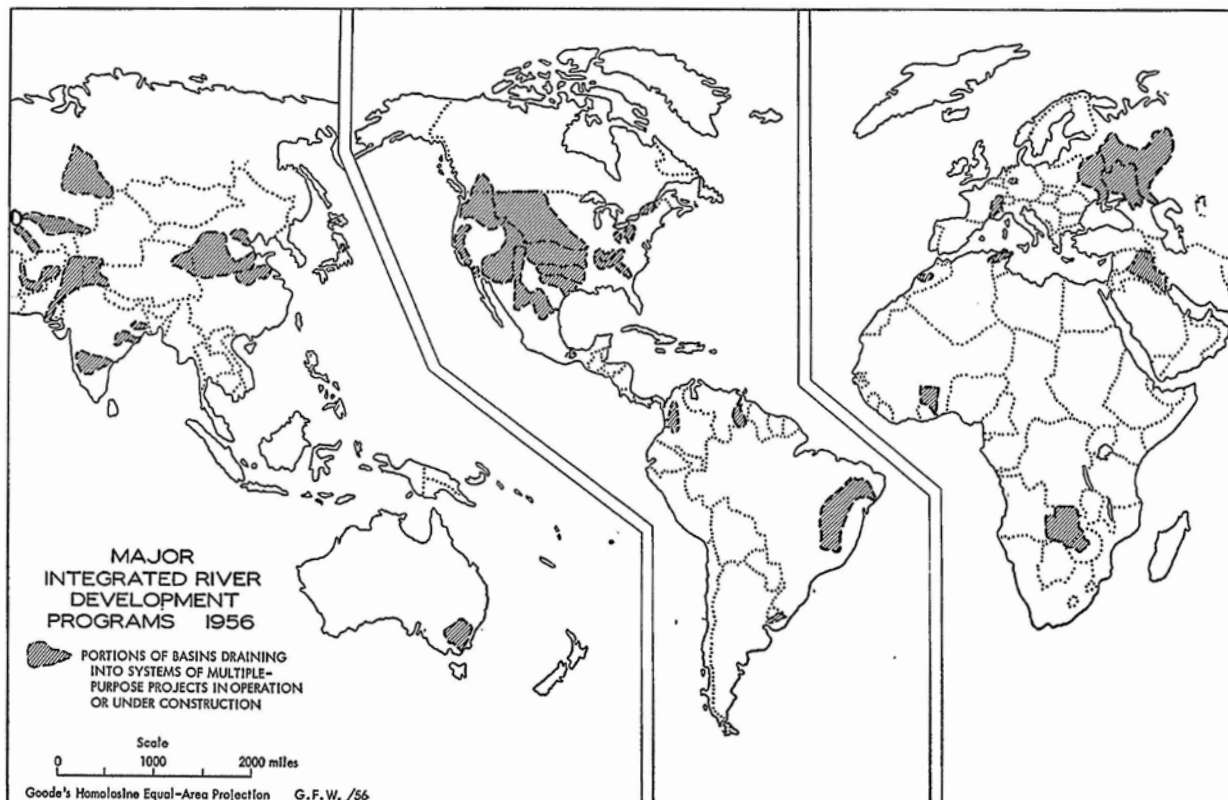 MAJOR
INTEGRATED RIVER
DEVELOPMENT
PROGRAMS 1956
PORTIONS OF BASINS DRAINING
INTO SYSTEMS OF MULTIPLE-
PURPOSE PROJECTS IN OPERATION
OR UNDER CONSTRUCTION
Scale
0 1000 2000 miles
Goode's Homolosine Equal-Area Projection G.F.W. /56